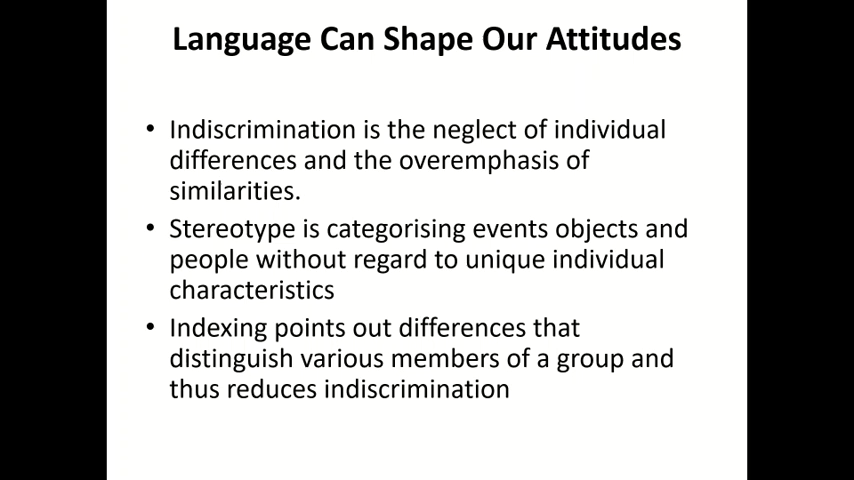 Language Can Shape Our Attitudes
• Indiscrimination is the neglect of individual
differences and the overemphasis of
similarities.
• Stereotype is categorising events objects and
people without regard to unique individual
characteristics
• Indexing points out differences that
distinguish various members of a group and
thus reduces indiscrimination